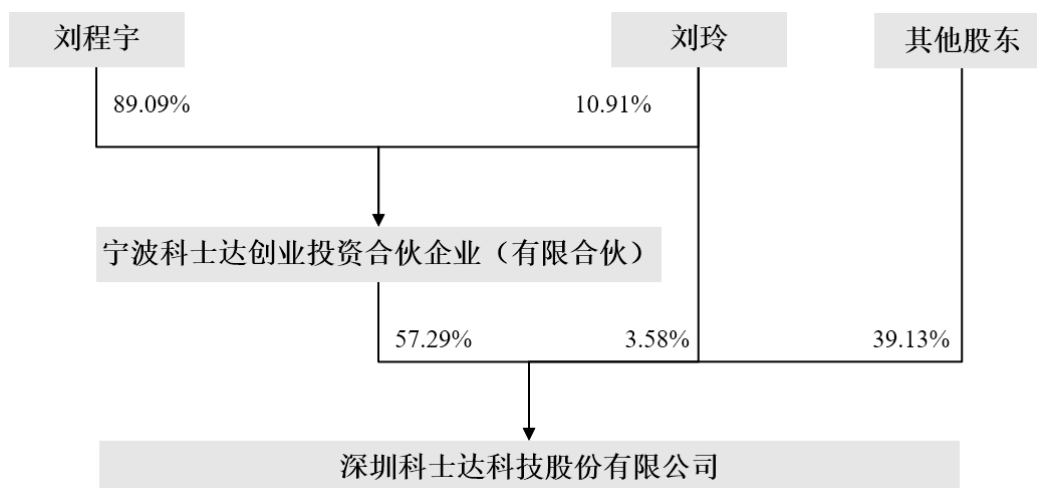 刘程宇
刘玲
其他股东
89.09%
10.91%
宁波科士达创业投资合伙企业（有限合伙）
57.29%
3.58%
39.13%
深圳科士达科技股份有限公司